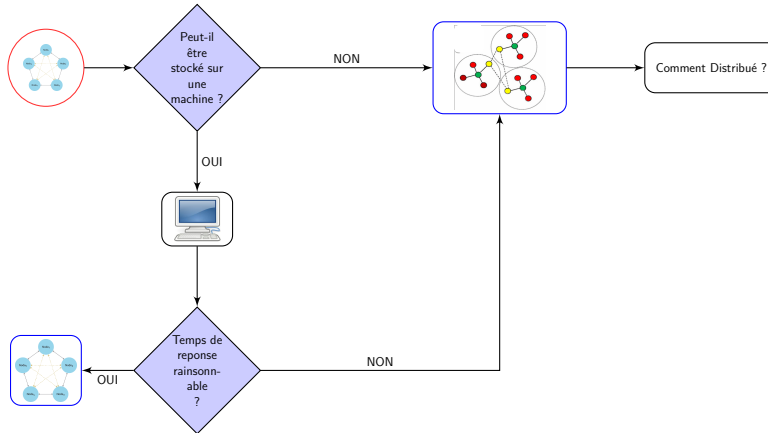 Peut-il
être
stocké sur
une
machine ?
NON
Comment Distribué ?
OUI
Temps de
reponse
rainsonn-
able
?
OUI
NON